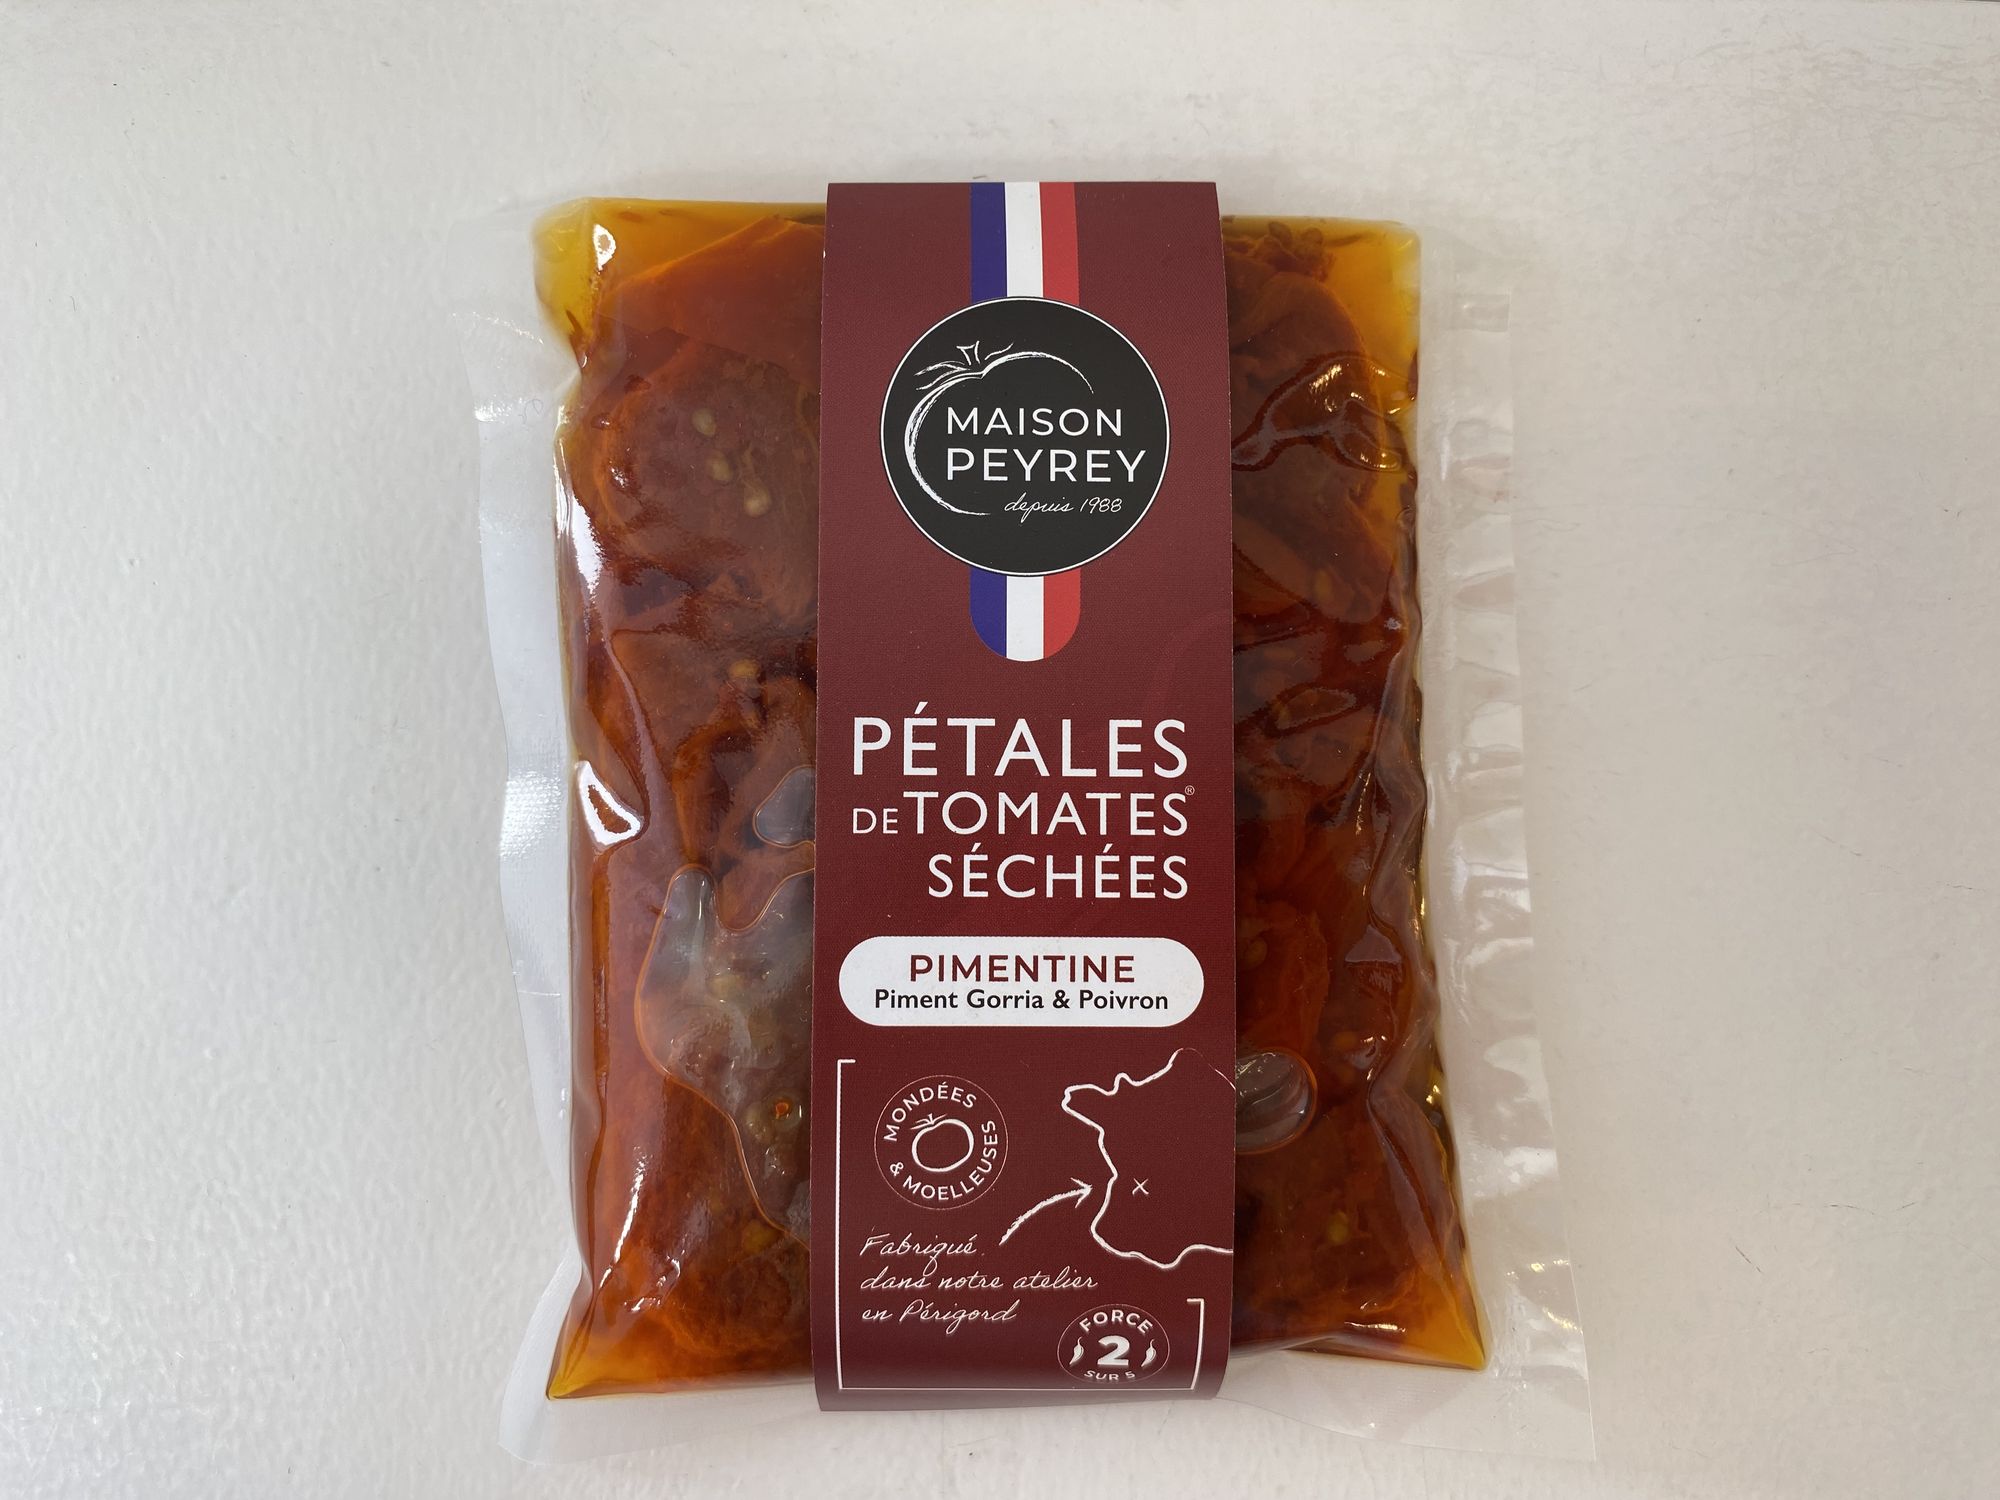 MAISON
PEYREY
depuis 1988
PÉTALES
DE TOMATES®
SÉCHÉES
PIMENTINE
Piment Gorria & Poivron
MONDÉES
& MOELLEUSES
Fabriqué
dans notre atelier
en Périgord
FORCE
2
SUR 5